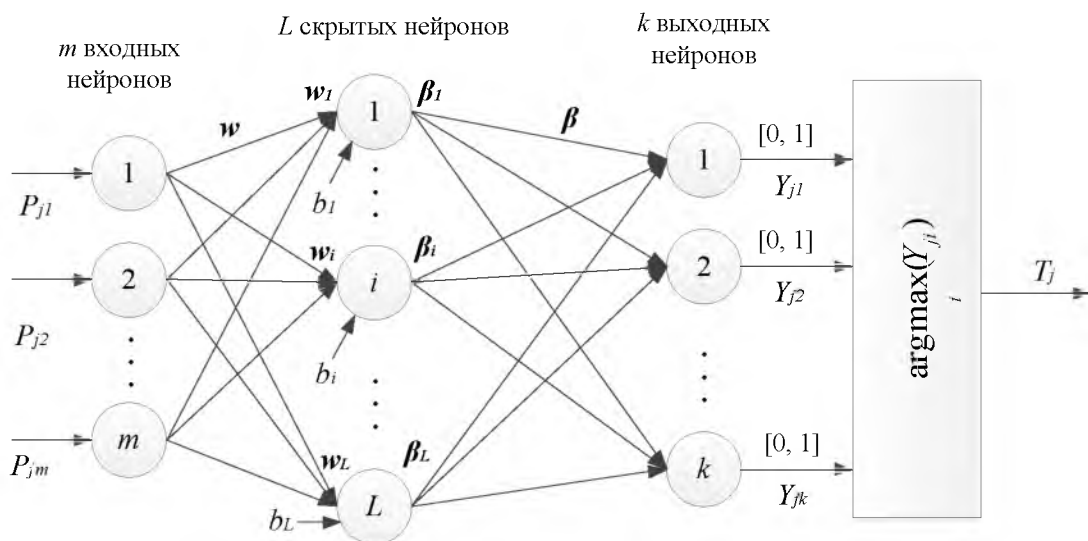 m входных
нейронов
L скрытых нейронов
k выходных
нейронов
w
w1
β1
β
1
1
1
[0, 1]
Pj1
b1
Yj1
wi
βi
2
i
2
[0, 1]
Tj
Pj2
bi
Yj2
argmax(Yji)
i
m
wL
βL
k
[0, 1]
Pjm
bL
L
Yjk